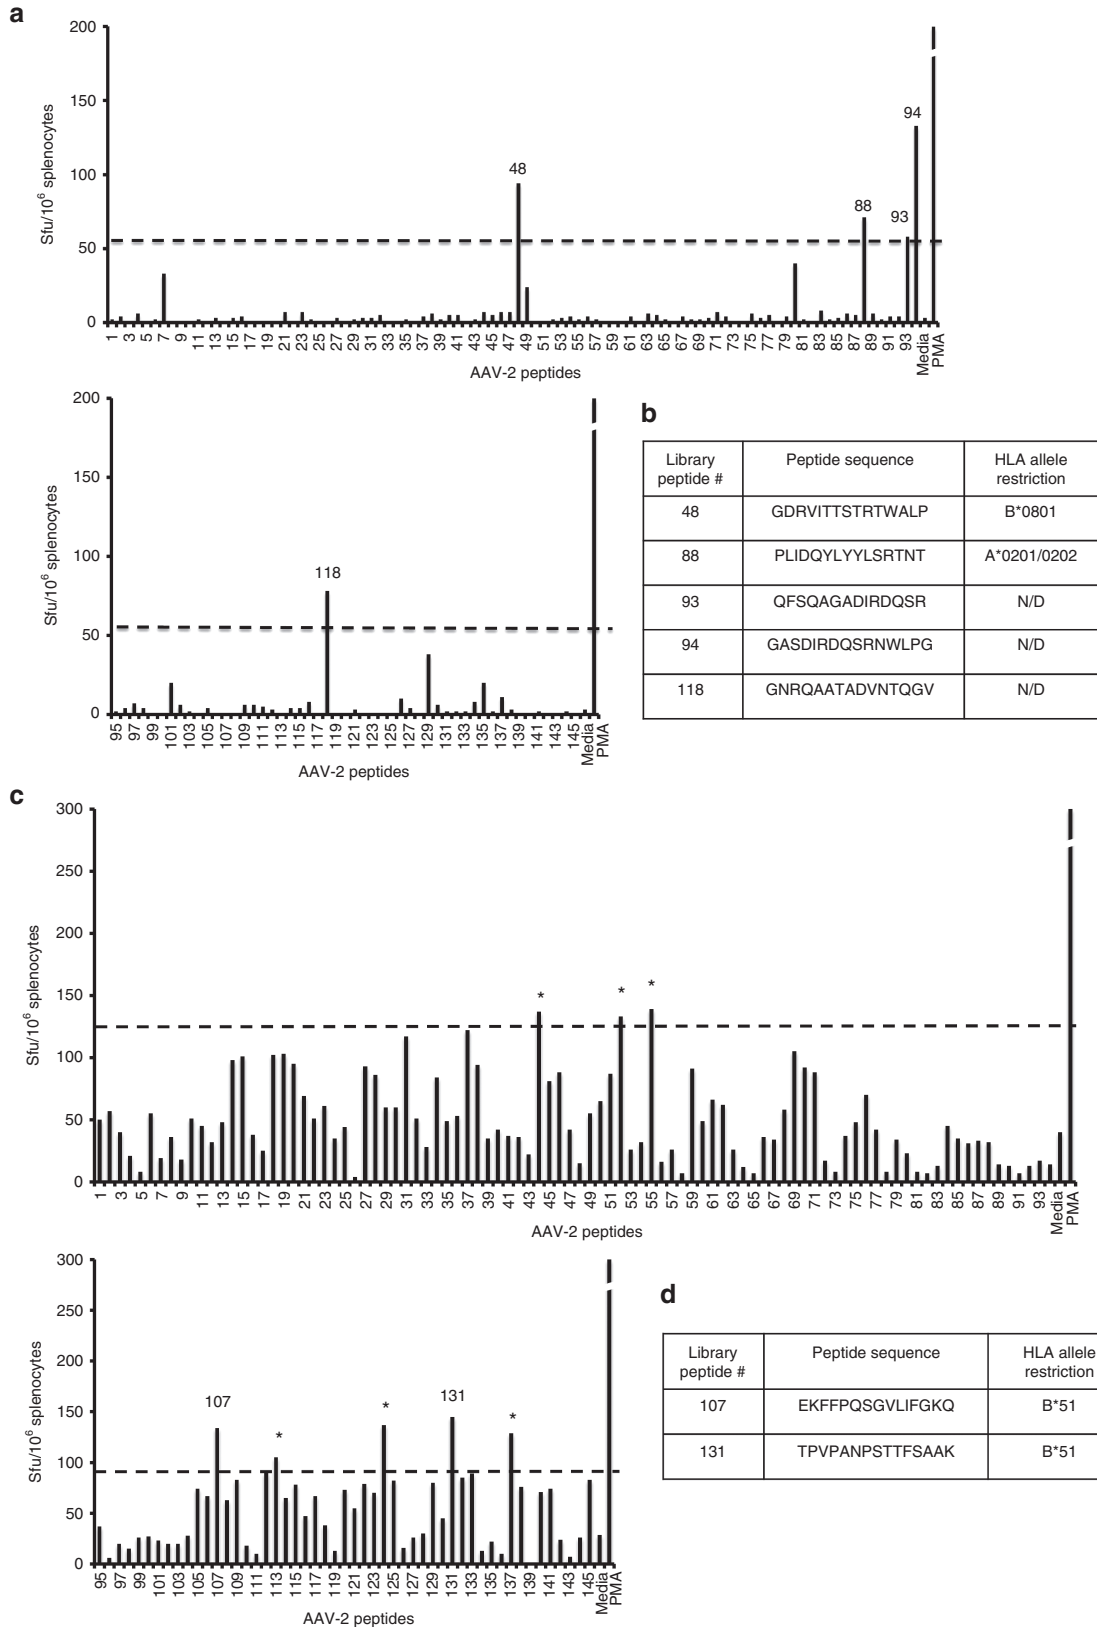 a
200
150
100
50
0
Sfu/10⁶ splenocytes
48
88
93
94
1 3 5 7 9 11 13 15 17 19 21 23 25 27 29 31 33 35 37 39 41 43 45 47 49 51 53 55 57 59 61 63 65 67 69 71 73 75 77 79 81 83 85 87 89 91 93 Media PMA
AAV-2 peptides
200
150
100
50
0
Sfu/10⁶ splenocytes
118
95 97 99 101 103 105 107 109 111 113 115 117 119 121 123 125 127 129 131 133 135 137 139 141 143 145 Media PMA
AAV-2 peptides
b
Library peptide # Peptide sequence HLA allele restriction
48 GDRVITTSTRTWALP B*0801
88 PLIDQYLYYLSRTNT A*0201/0202
93 QFSQAGADIRDQSR N/D
94 GASDIRDQSRNWLPG N/D
118 GNRQAATADVNTQGV N/D
c
300
250
200
150
100
50
0
Sfu/10⁶ splenocytes
* * *
1 3 5 7 9 11 13 15 17 19 21 23 25 27 29 31 33 35 37 39 41 43 45 47 49 51 53 55 57 59 61 63 65 67 69 71 73 75 77 79 81 83 85 87 89 91 93 Media PMA
AAV-2 peptides
300
250
200
150
100
50
0
Sfu/10⁶ splenocytes
107 * * 131 *
95 97 99 101 103 105 107 109 111 113 115 117 119 121 123 125 127 129 131 133 135 137 139 141 143 145 Media PMA
AAV-2 peptides
d
Library peptide # Peptide sequence HLA allele restriction
107 EKFFPQSGVLIFGKQ B*51
131 TPVPANPSTTFSAAK B*51